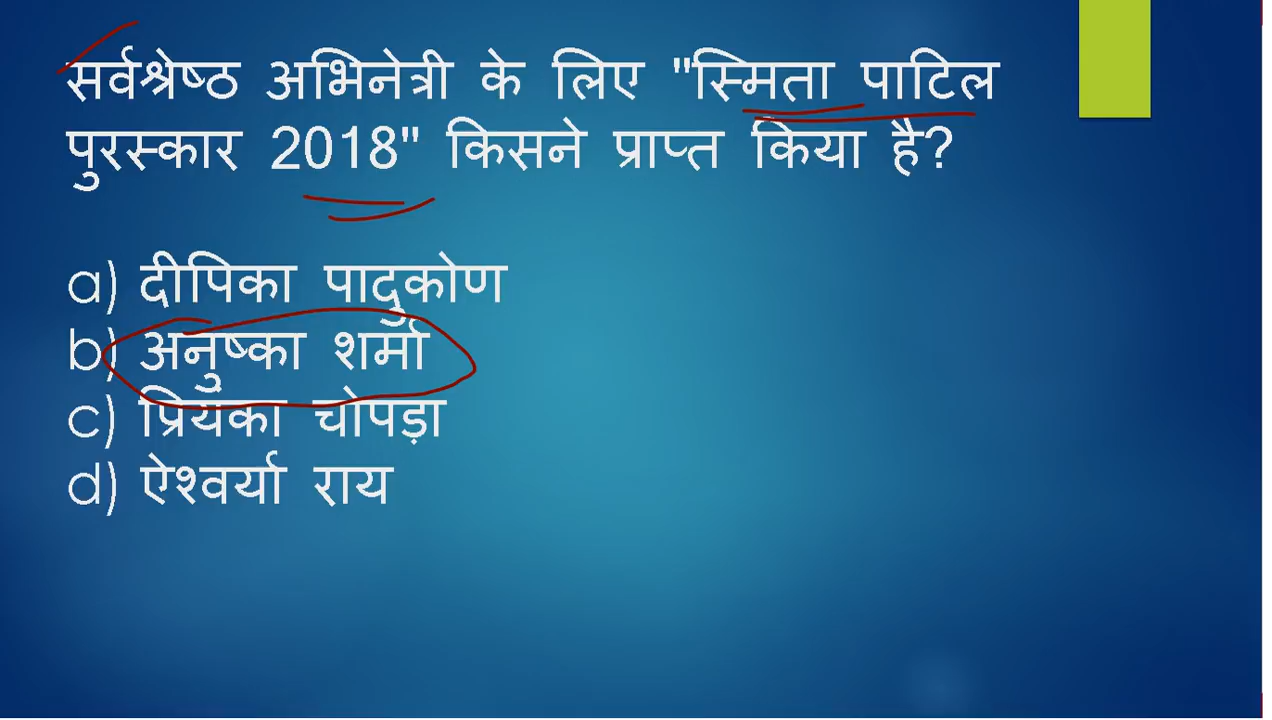 सर्वश्रेष्ठ अभिनेत्री के लिए "स्मिता पाटिल
पुरस्कार 2018" किसने प्राप्त किया है?
a) दीपिका पादुकोण
b) अनुष्का शर्मा
c) प्रियंका चोपड़ा
d) ऐश्वर्या राय